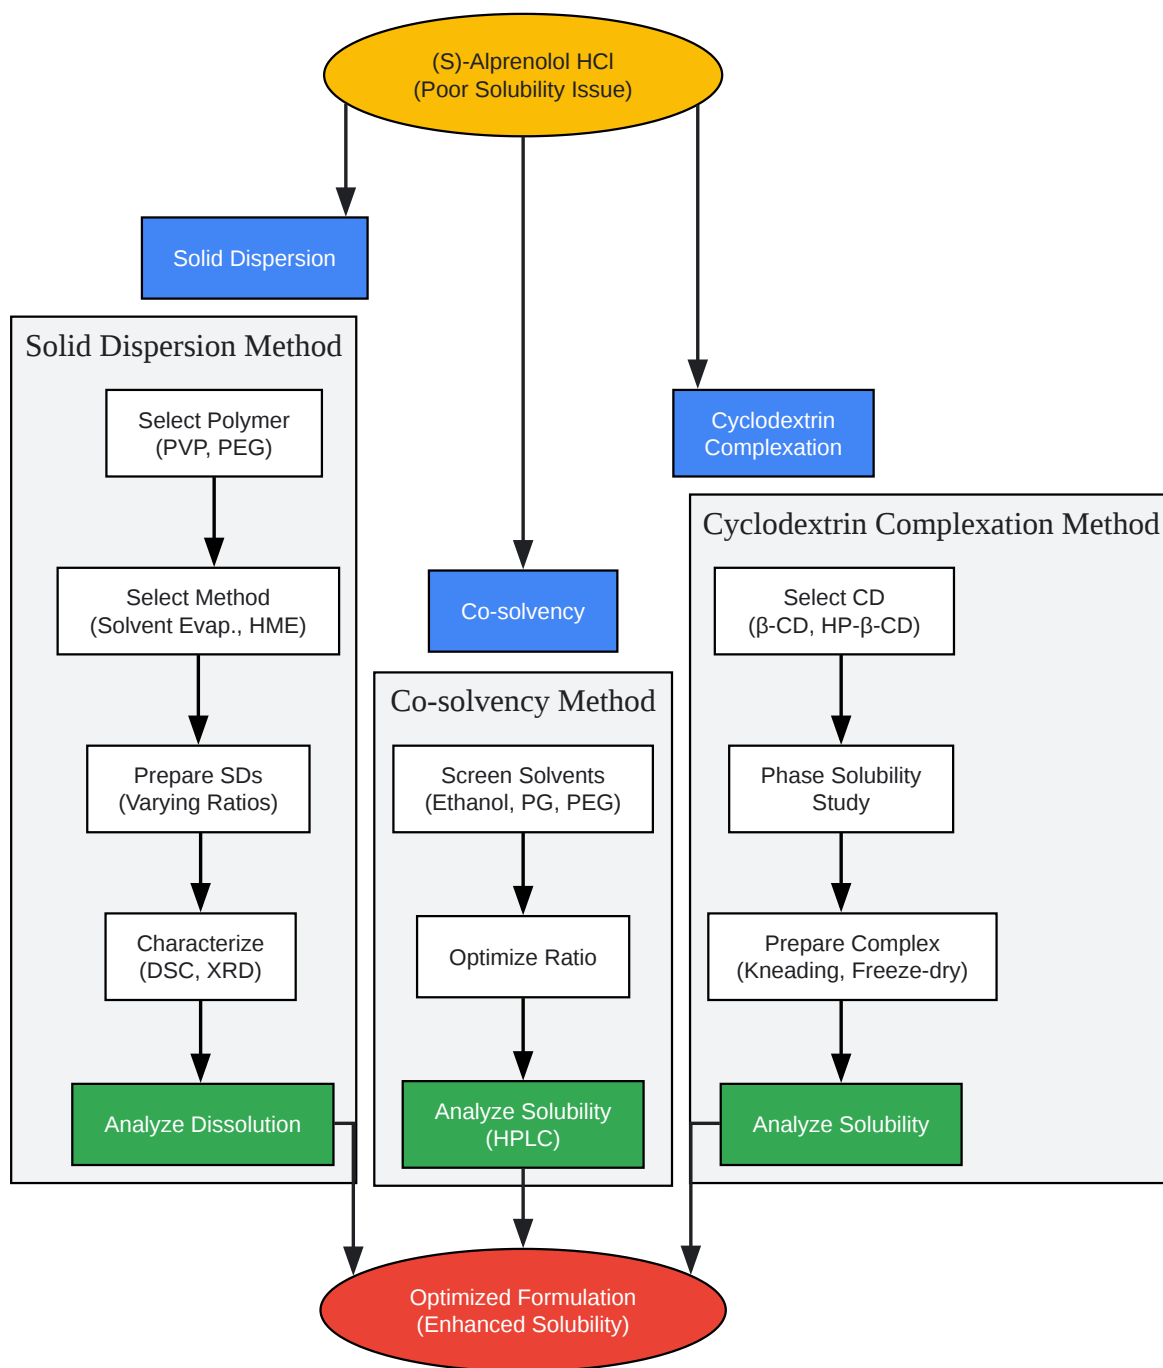 (S)-Alprenolol HCl
(Poor Solubility Issue)
Solid Dispersion
Solid Dispersion Method
Select Polymer
(PVP, PEG)
Select Method
(Solvent Evap., HME)
Prepare SDs
(Varying Ratios)
Characterize
(DSC, XRD)
Analyze Dissolution
Co-solvency
Co-solvency Method
Screen Solvents
(Ethanol, PG, PEG)
Optimize Ratio
Analyze Solubility
(HPLC)
Cyclodextrin
Complexation
Cyclodextrin Complexation Method
Select CD
(β-CD, HP-β-CD)
Phase Solubility
Study
Prepare Complex
(Kneading, Freeze-dry)
Analyze Solubility
Optimized Formulation
(Enhanced Solubility)